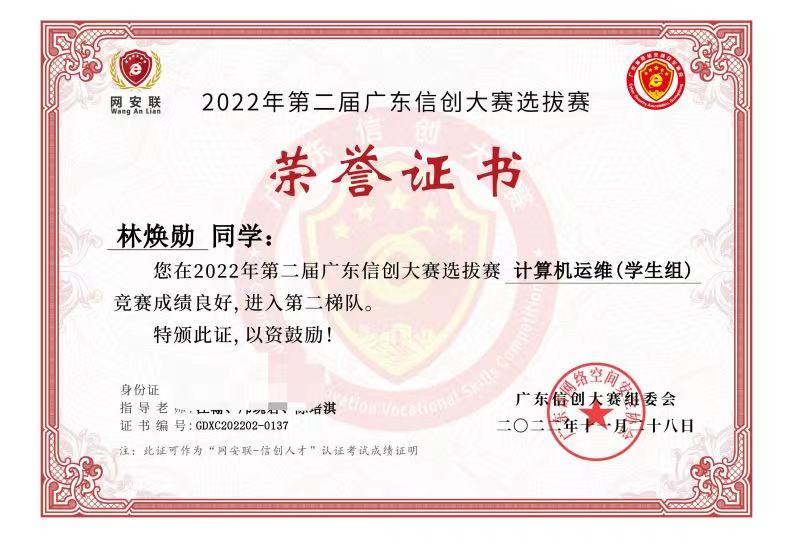 网安联
Wang An Lian
2022年第二届广东信创大赛选拔赛
荣誉证书
林焕勋 同学：
您在2022年第二届广东信创大赛选拔赛 计算机运维(学生组)
竞赛成绩良好，进入第二梯队。
特颁此证，以资鼓励！
身份证
指导老师：
证书编号:GDXC202202-0137
注：此证可作为“网安联-信创人才”认证考试成绩证明
广东信创大赛组委会
二〇二二年十一月二十八日